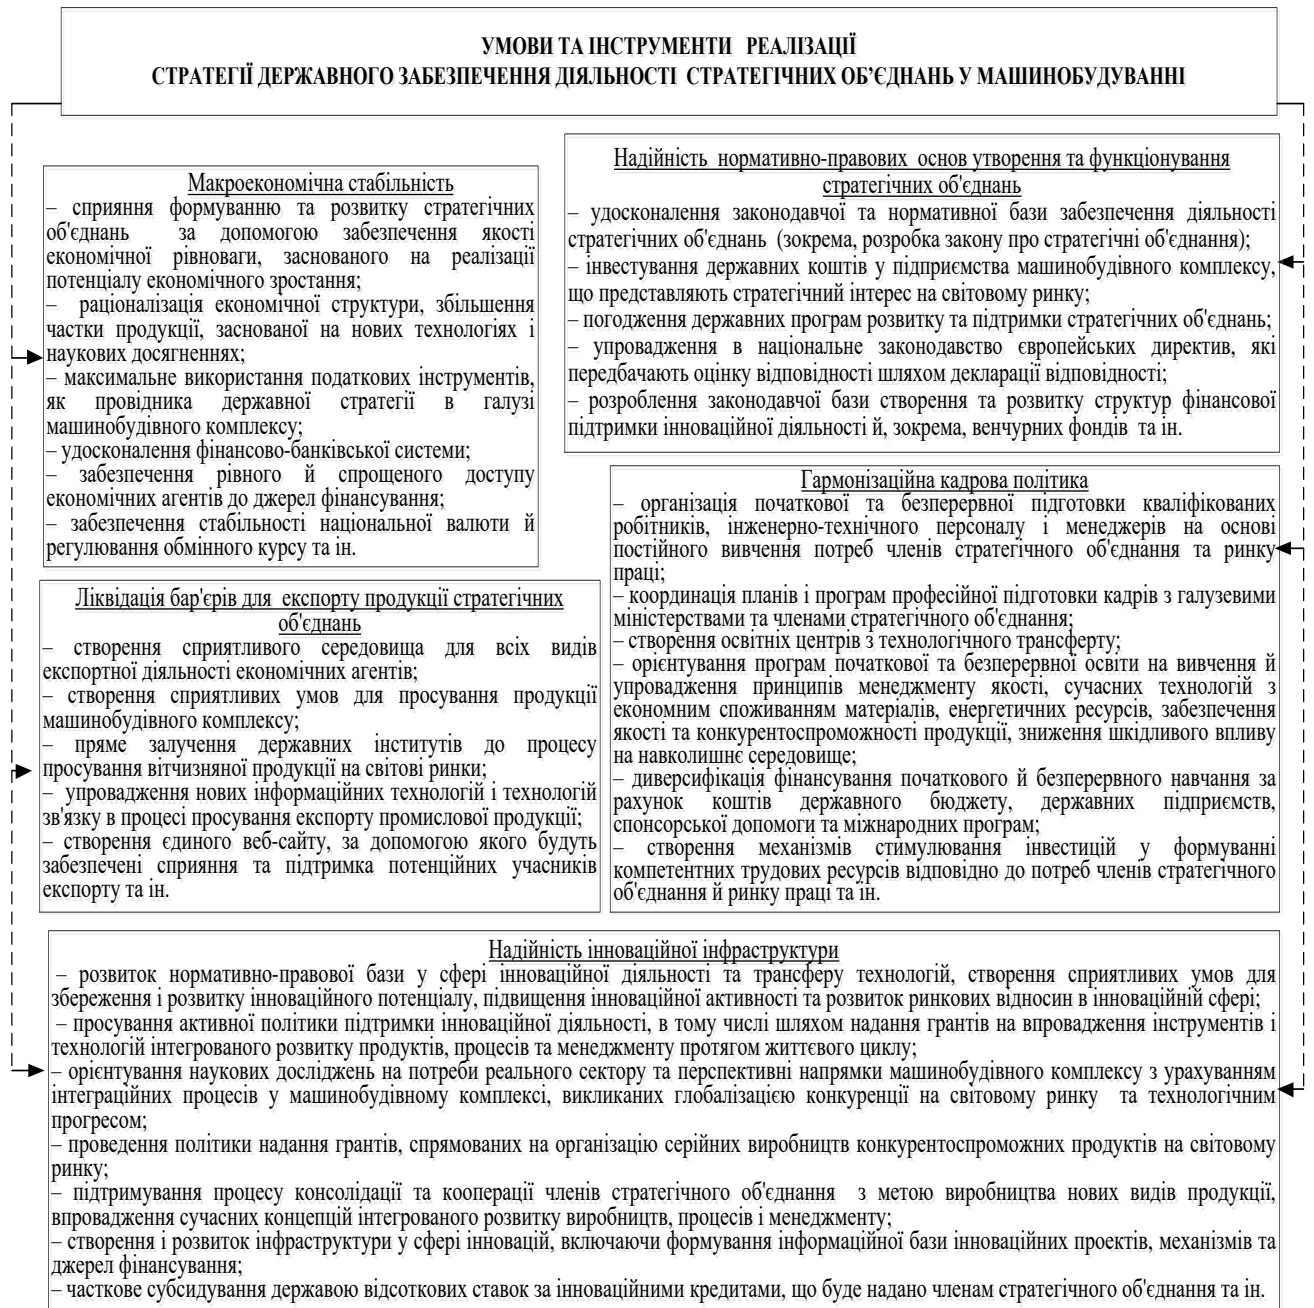 УМОВИ ТА ІНСТРУМЕНТИ РЕАЛІЗАЦІЇ
СТРАТЕГІЇ ДЕРЖАВНОГО ЗАБЕЗПЕЧЕННЯ ДІЯЛЬНОСТІ СТРАТЕГІЧНИХ ОБ’ЄДНАНЬ У МАШИНОБУДУВАННІ
Макроекономічна стабільність
– сприяння формуванню та розвитку стратегічних
об'єднань за допомогою забезпечення якості
економічної рівноваги, заснованого на реалізації
потенціалу економічного зростання;
– раціоналізація економічної структури, збільшення
частки продукції, заснованої на нових технологіях і
наукових досягненнях;
– максимальне використання податкових інструментів,
як провідника державної стратегії в галузі
машинобудівного комплексу;
– удосконалення фінансово-банківської системи;
– забезпечення рівного й спрощеного доступу
економічних агентів до джерел фінансування;
– забезпечення стабільності національної валюти й
регулювання обмінного курсу та ін.
Надійність нормативно-правових основ утворення та функціонування
стратегічних об'єднань
– удосконалення законодавчої та нормативної бази забезпечення діяльності
стратегічних об'єднань (зокрема, розробка закону про стратегічні об'єднання);
– інвестування державних коштів у підприємства машинобудівного комплексу,
що представляють стратегічний інтерес на світовому ринку;
– погодження державних програм розвитку та підтримки стратегічних об'єднань;
– упровадження в національне законодавство європейських директив, які
передбачають оцінку відповідності шляхом декларації відповідності;
– розроблення законодавчої бази створення та розвитку структур фінансової
підтримки інноваційної діяльності й, зокрема, венчурних фондів та ін.
Ліквідація бар'єрів для експорту продукції стратегічних
об'єднань
– створення сприятливого середовища для всіх видів
експортної діяльності економічних агентів;
– створення сприятливих умов для просування продукції
машинобудівного комплексу;
– пряме залучення державних інститутів до процесу
просування вітчизняної продукції на світові ринки;
– упровадження нових інформаційних технологій і технологій
зв'язку в процесі просування експорту промислової продукції;
– створення єдиного веб-сайту, за допомогою якого будуть
забезпечені сприяння та підтримка потенційних учасників
експорту та ін.
Гармонізаційна кадрова політика
– організація початкової та безперервної підготовки кваліфікованих
робітників, інженерно-технічного персоналу і менеджерів на основі
постійного вивчення потреб членів стратегічного об'єднання та ринку
праці;
– координація планів і програм професійної підготовки кадрів з галузевими
міністерствами та членами стратегічного об'єднання;
– створення освітніх центрів з технологічного трансферту;
– орієнтування програм початкової та безперервної освіти на вивчення й
упровадження принципів менеджменту якості, сучасних технологій з
економним споживанням матеріалів, енергетичних ресурсів, забезпечення
якості та конкурентоспроможності продукції, зниження шкідливого впливу
на навколишнє середовище;
– диверсифікація фінансування початкового й безперервного навчання за
рахунок коштів державного бюджету, державних підприємств,
спонсорської допомоги та міжнародних програм;
– створення механізмів стимулювання інвестицій у формуванні
компетентних трудових ресурсів відповідно до потреб членів стратегічного
об'єднання й ринку праці та ін.
Надійність інноваційної інфраструктури
– розвиток нормативно-правової бази у сфері інноваційної діяльності та трансферу технологій, створення сприятливих умов для
збереження і розвитку інноваційного потенціалу, підвищення інноваційної активності та розвиток ринкових відносин в інноваційній сфері;
– просування активної політики підтримки інноваційної діяльності, в тому числі шляхом надання грантів на впровадження інструментів і
технологій інтегрованого розвитку продуктів, процесів та менеджменту протягом життєвого циклу;
– орієнтування наукових досліджень на потреби реального сектору та перспективні напрямки машинобудівного комплексу з урахуванням
інтеграційних процесів у машинобудівному комплексі, викликаних глобалізацією конкуренції на світовому ринку та технологічним
прогресом;
– проведення політики надання грантів, спрямованих на організацію серійних виробництв конкурентоспроможних продуктів на світовому
ринку;
– підтримування процесу консолідації та кооперації членів стратегічного об'єднання з метою виробництва нових видів продукції,
впровадження сучасних концепцій інтегрованого розвитку виробництв, процесів і менеджменту;
– створення і розвиток інфраструктури у сфері інновацій, включаючи формування інформаційної бази інноваційних проектів, механізмів та
джерел фінансування;
– часткове субсидування державою відсоткових ставок за інноваційними кредитами, що буде надано членам стратегічного об'єднання та ін.